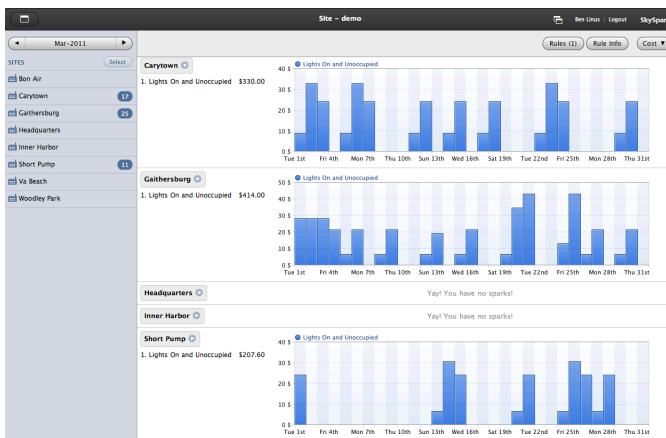 Site - demo
Ben Linus | Logout SkySpar
Mar-2011
Rules (1) Rule Info Cost
SITES Select
Bon Air
Carytown 17
Gaithersburg 25
Headquarters
Inner Harbor
Short Pump 11
Va Beach
Woodley Park
Carytown
1. Lights On and Unoccupied $330.00
Lights On and Unoccupied
40 $
30 $
20 $
10 $
0 $
Tue 1st Fri 4th Mon 7th Thu 10th Sun 13th Wed 16th Sat 19th Tue 22nd Fri 25th Mon 28th Thu 31st
Gaithersburg
1. Lights On and Unoccupied $414.00
Lights On and Unoccupied
50 $
40 $
30 $
20 $
10 $
0 $
Tue 1st Fri 4th Mon 7th Thu 10th Sun 13th Wed 16th Sat 19th Tue 22nd Fri 25th Mon 28th Thu 31st
Headquarters
Yay! You have no sparks!
Inner Harbor
Yay! You have no sparks!
Short Pump
1. Lights On and Unoccupied $207.60
Lights On and Unoccupied
40 $
30 $
20 $
10 $
0 $
Tue 1st Fri 4th Mon 7th Thu 10th Sun 13th Wed 16th Sat 19th Tue 22nd Fri 25th Mon 28th Thu 31st